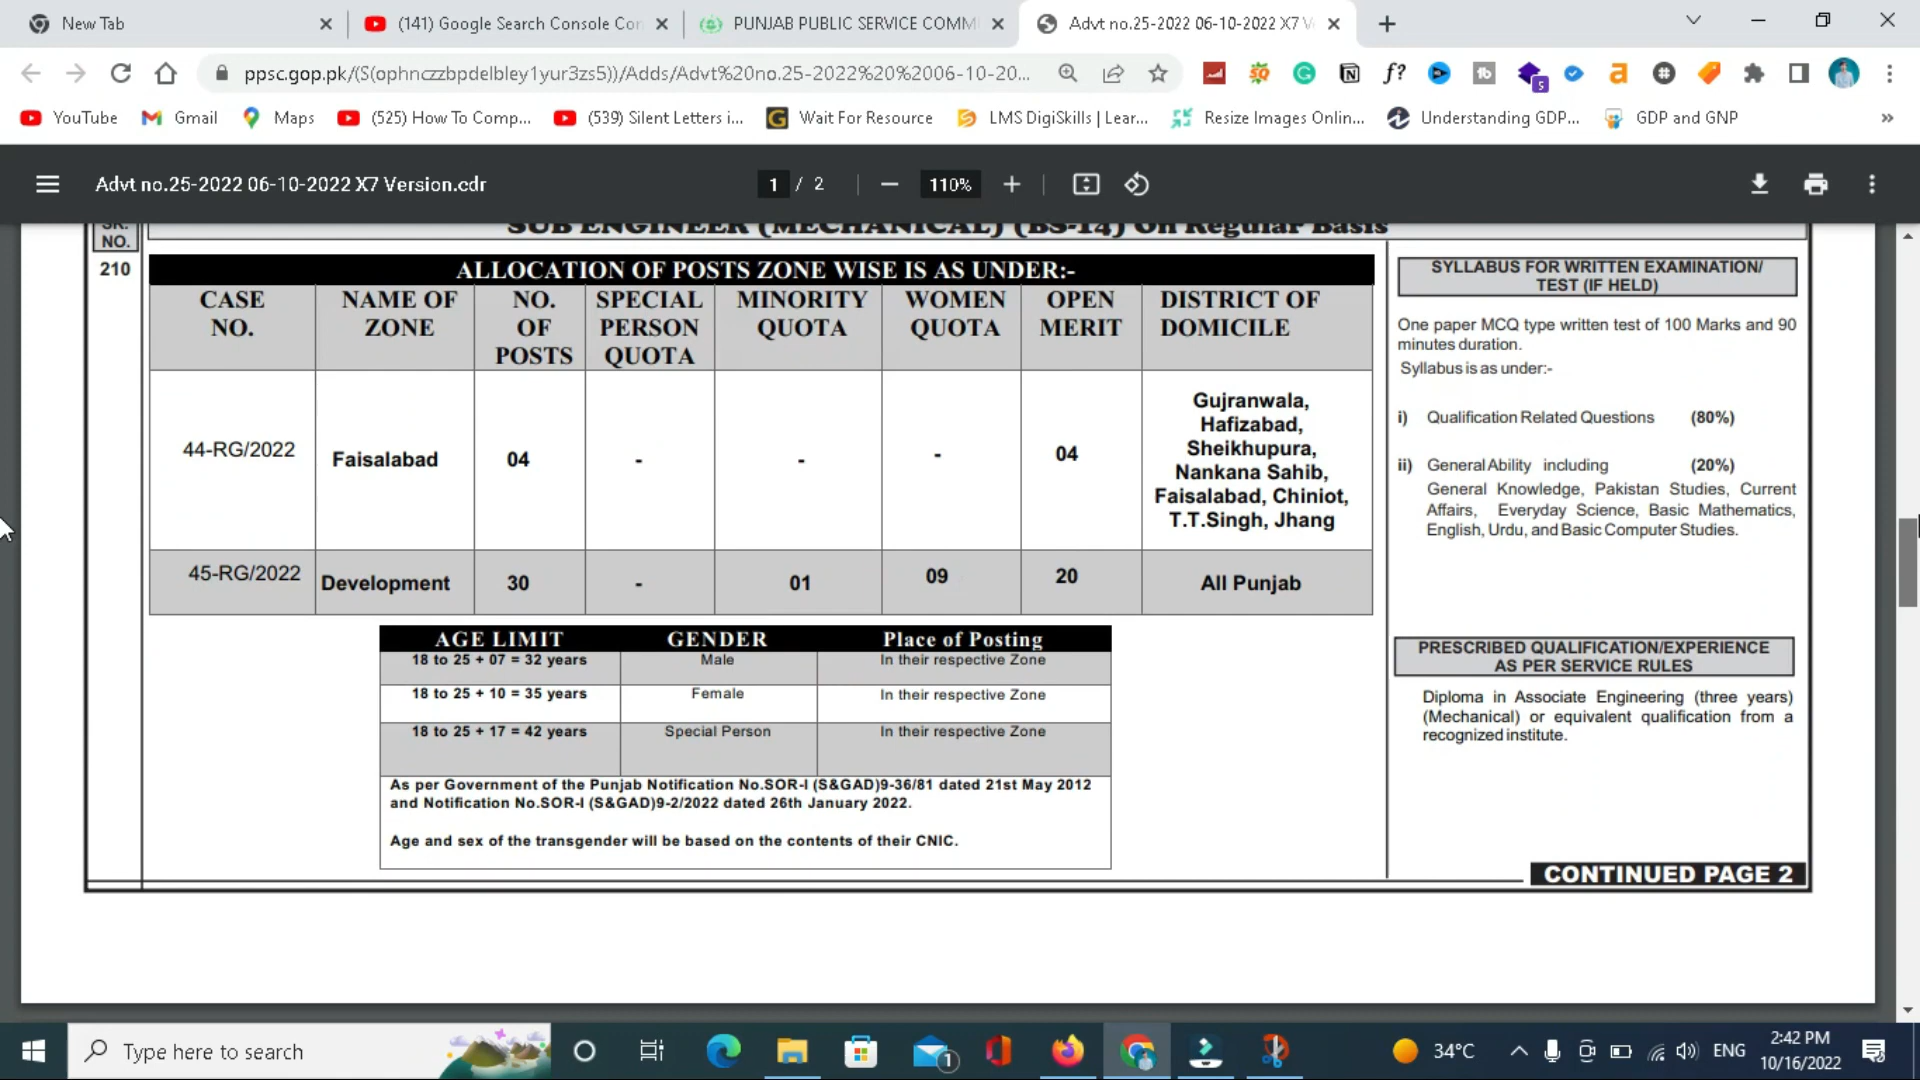 New Tab
(141) Google Search Console Con
PUNJAB PUBLIC SERVICE COMM
Advt no.25-2022 06-10-2022 X7 V
ppsc.gop.pk/(S(ophnczzbpdelbley1yur3zs5))/Adds/Advt%20no.25-2022%20%2006-10-20...
YouTube
Gmail
Maps
(525) How To Comp...
(539) Silent Letters i...
Wait For Resource
LMS DigiSkills | Lear...
Resize Images Onlin...
Understanding GDP...
GDP and GNP
»
Advt no.25-2022 06-10-2022 X7 Version.cdr
1 / 2
110%
SR.
NO.
SUB ENGINEER (MECHANICAL) (BS-14) On Regular Basis
210
ALLOCATION OF POSTS ZONE WISE IS AS UNDER:-
CASE
NO.
NAME OF
ZONE
NO.
OF
POSTS
SPECIAL
PERSON
QUOTA
MINORITY
QUOTA
WOMEN
QUOTA
OPEN
MERIT
DISTRICT OF
DOMICILE
44-RG/2022
Faisalabad
04
-
-
-
04
Gujranwala,
Hafizabad,
Sheikhupura,
Nankana Sahib,
Faisalabad, Chiniot,
T.T.Singh, Jhang
45-RG/2022
Development
30
-
01
09
20
All Punjab
AGE LIMIT
GENDER
Place of Posting
18 to 25 + 07 = 32 years
Male
In their respective Zone
18 to 25 + 10 = 35 years
Female
In their respective Zone
18 to 25 + 17 = 42 years
Special Person
In their respective Zone
As per Government of the Punjab Notification No.SOR-I (S&GAD)9-36/81 dated 21st May 2012
and Notification No.SOR-I (S&GAD)9-2/2022 dated 26th January 2022.
Age and sex of the transgender will be based on the contents of their CNIC.
SYLLABUS FOR WRITTEN EXAMINATION/
TEST (IF HELD)
One paper MCQ type written test of 100 Marks and 90
minutes duration.
Syllabus is as under:-
i) Qualification Related Questions (80%)
ii) General Ability including (20%)
General Knowledge, Pakistan Studies, Current
Affairs, Everyday Science, Basic Mathematics,
English, Urdu, and Basic Computer Studies.
PRESCRIBED QUALIFICATION/EXPERIENCE
AS PER SERVICE RULES
Diploma in Associate Engineering (three years)
(Mechanical) or equivalent qualification from a
recognized institute.
CONTINUED PAGE 2
Type here to search
1
34°C
ENG
2:42 PM
10/16/2022